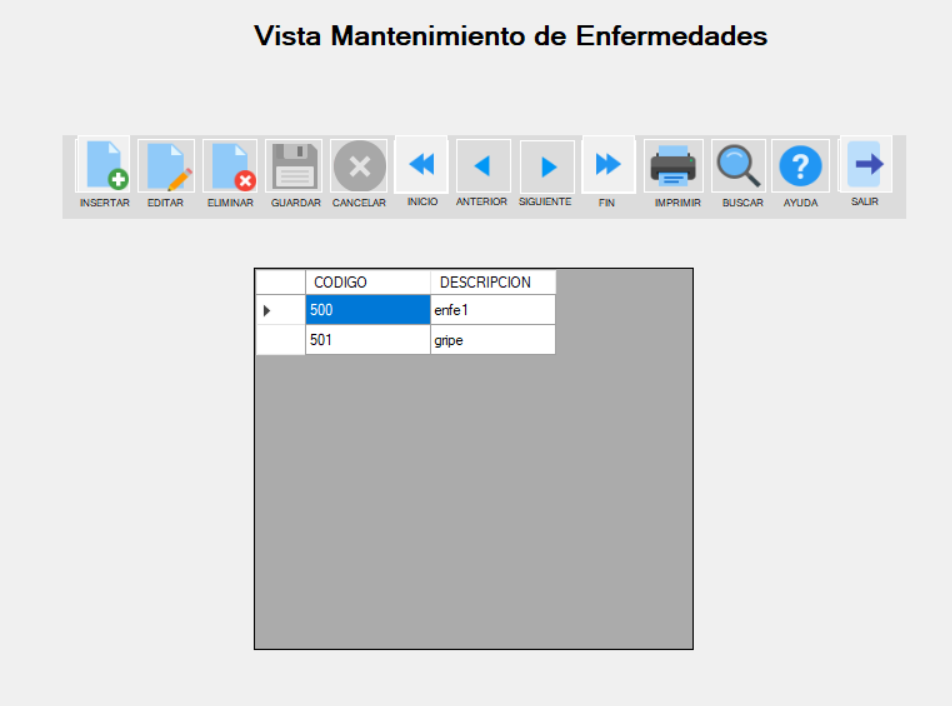 Vista Mantenimiento de Enfermedades
INSERTAR EDITAR ELIMINAR GUARDAR CANCELAR INICIO ANTERIOR SIGUIENTE FIN IMPRIMIR BUSCAR AYUDA SALIR
CODIGO DESCRIPCION
500 enfe1
501 gripe